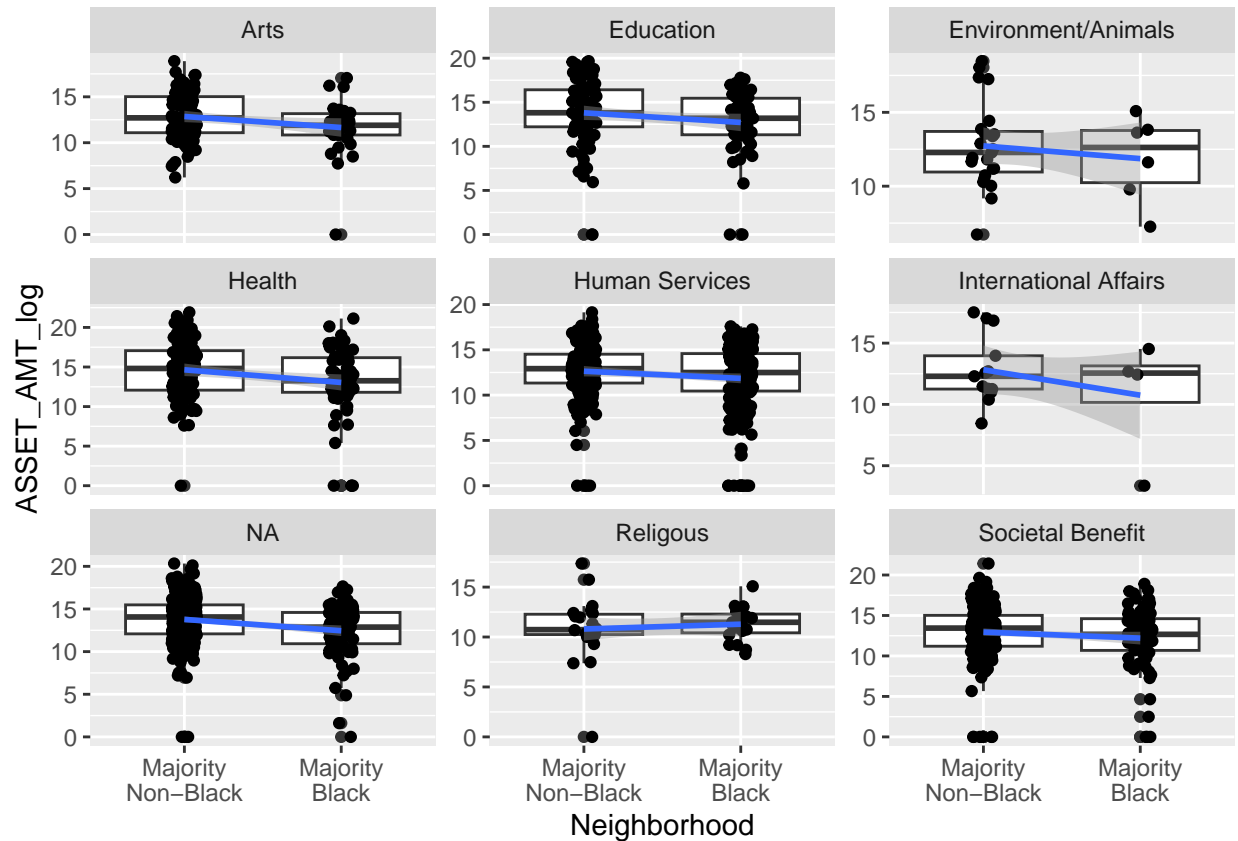 Arts
Education
Environment/Animals
15
10
5
0
20
15
10
5
0
15
10
Health
Human Services
International Affairs
20
15
10
5
0
20
15
10
5
0
15
10
5
NA
Religous
Societal Benefit
20
15
10
5
0
15
10
5
0
20
15
10
5
0
Majority
Non−Black
Majority
Black
Majority
Non−Black
Majority
Black
Majority
Non−Black
Majority
Black
Neighborhood
ASSET_AMT_log